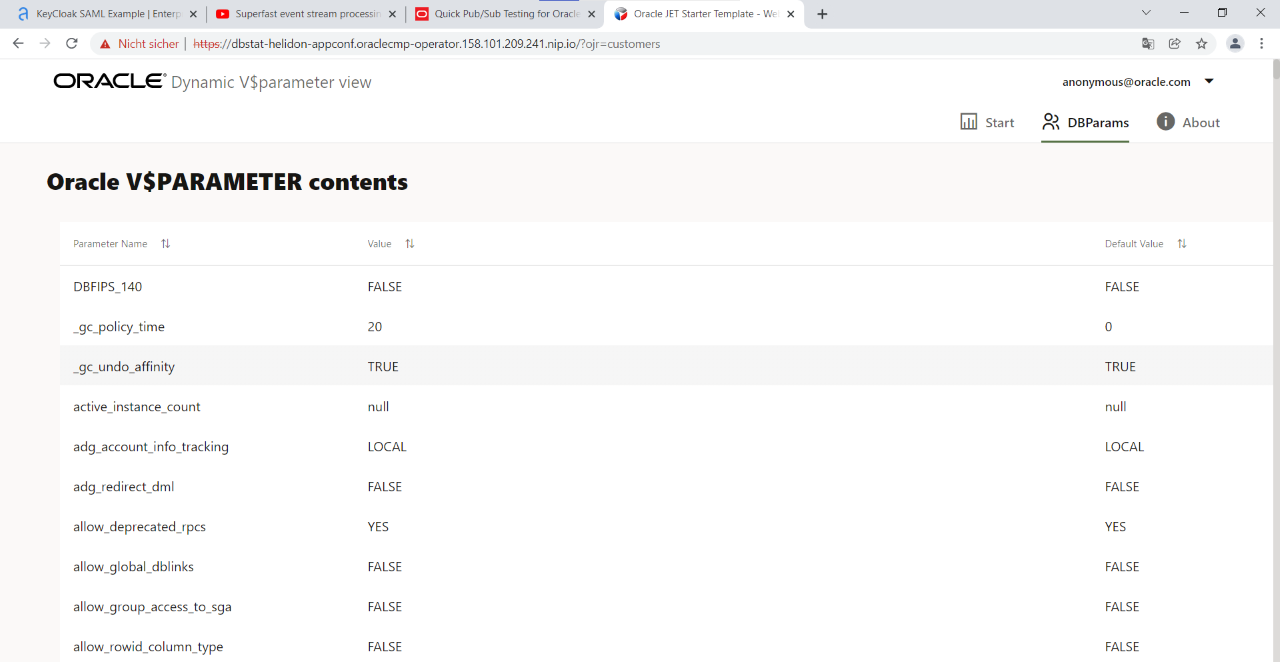 KeyCloak SAML Example | Enterp
Superfast event stream processin
Quick Pub/Sub Testing for Oracle
Oracle JET Starter Template - We
Nicht sicher | https://dbstat-helidon-appconf.oraclecmp-operator.158.101.209.241.nip.io/?ojr=customers
ORACLE Dynamic V$parameter view
anonymous@oracle.com
Start DBParams About
Oracle V$PARAMETER contents
Parameter Name Value Default Value
DBFIPS_140 FALSE FALSE
_gc_policy_time 20 0
_gc_undo_affinity TRUE TRUE
active_instance_count null null
adg_account_info_tracking LOCAL LOCAL
adg_redirect_dml FALSE FALSE
allow_deprecated_rpcs YES YES
allow_global_dblinks FALSE FALSE
allow_group_access_to_sga FALSE FALSE
allow_rowid_column_type FALSE FALSE